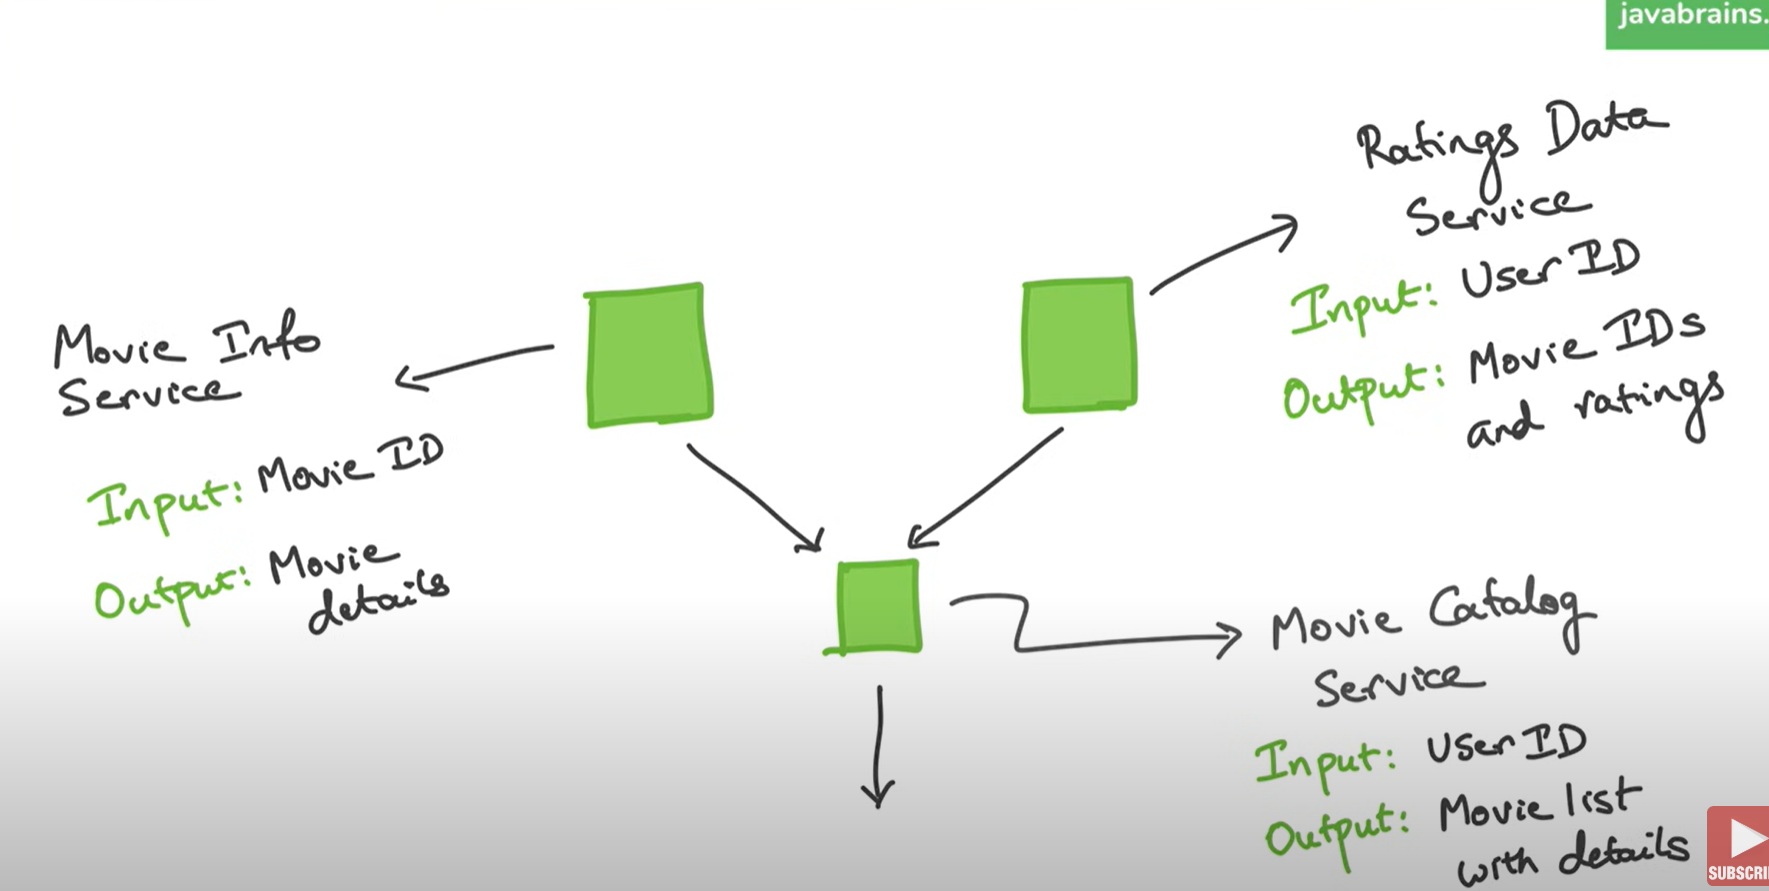 javabrains.
Ratings Data
Service
Input: User ID
Output: Movie IDs
and ratings
Movie Info
Service
Input: Movie ID
Output: Movie
details
Movie Catalog
Service
Input: User ID
Output: Movie list
with details
SUBSCRI